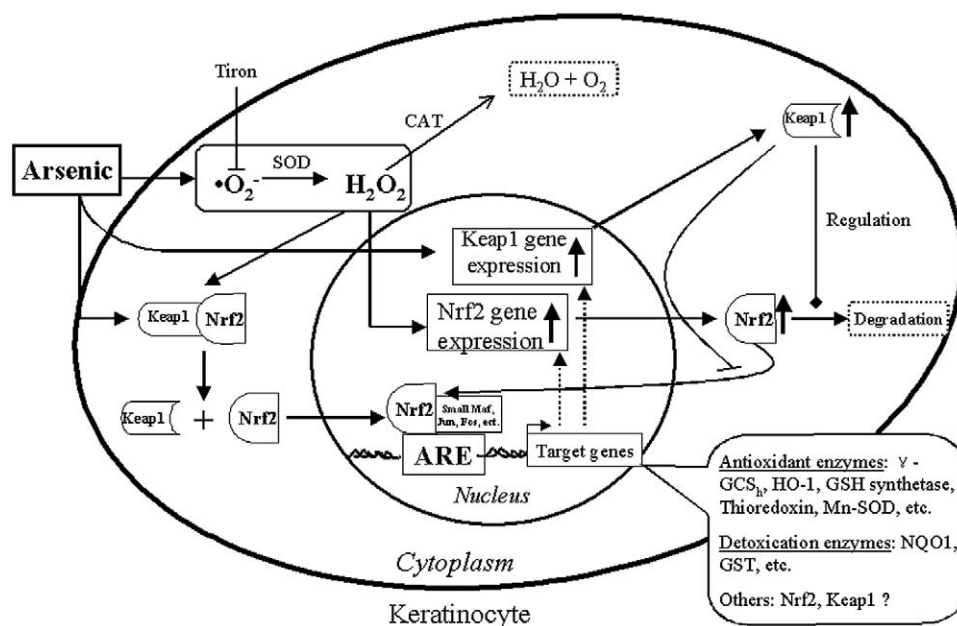 Tiron
H₂O + O₂
CAT
Keap1
Arsenic
SOD
•O₂⁻
H₂O₂
Regulation
Keap1 gene
expression
Keap1
Nrf2
Nrf2 gene
expression
Nrf2
Degradation
Keap1
+
Nrf2
Nrf2
Small Maf,
Jun, Fos, ect.
ARE
Target genes
Nucleus
Antioxidant enzymes: γ -
GCSₕ, HO-1, GSH synthetase,
Thioredoxin, Mn-SOD, etc.
Detoxication enzymes: NQO1,
GST, etc.
Others: Nrf2, Keap1 ?
Cytoplasm
Keratinocyte